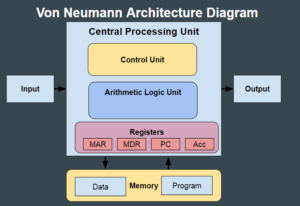 Von Neumann Architecture Diagram
Central Processing Unit
Control Unit
Input
Arithmetic Logic Unit
Output
Registers
MAR MDR PC Acc
Data Memory Program